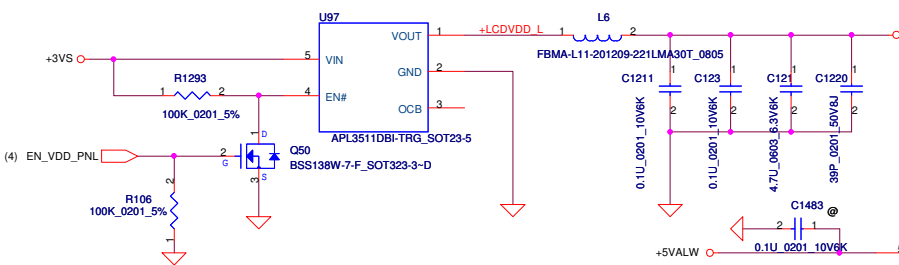 U97
L6
+3VS
5
VIN
VOUT
1
+LCDVDD_L
1
2
FBMA-L11-201209-221LMA30T_0805
GND
2
R1293
1
2
4
EN#
100K_0201_5%
OCB
3
APL3511DBI-TRG_SOT23-5
C1211
1
2
0.1U_0201_10V6K
C123
1
2
0.1U_0201_10V6K
C121
1
2
4.7U_0603_6.3V6K
C1220
1
2
39P_0201_50V8J
(4)
EN_VDD_PNL
2
G
1
D
3
S
Q50
BSS138W-7-F_SOT323-3~D
R106
2
1
100K_0201_5%
C1483
@
2
1
0.1U_0201_10V6K
+5VALW